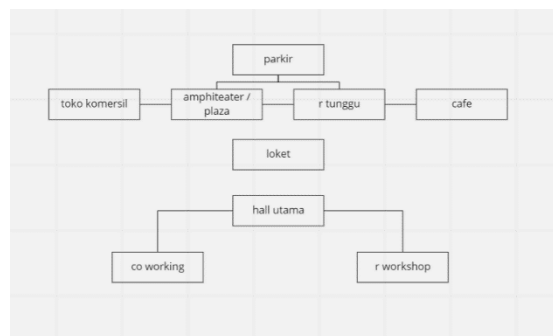 parkir
toko komersil
amphiteater /
plaza
r tunggu
cafe
loket
hall utama
co working
r workshop